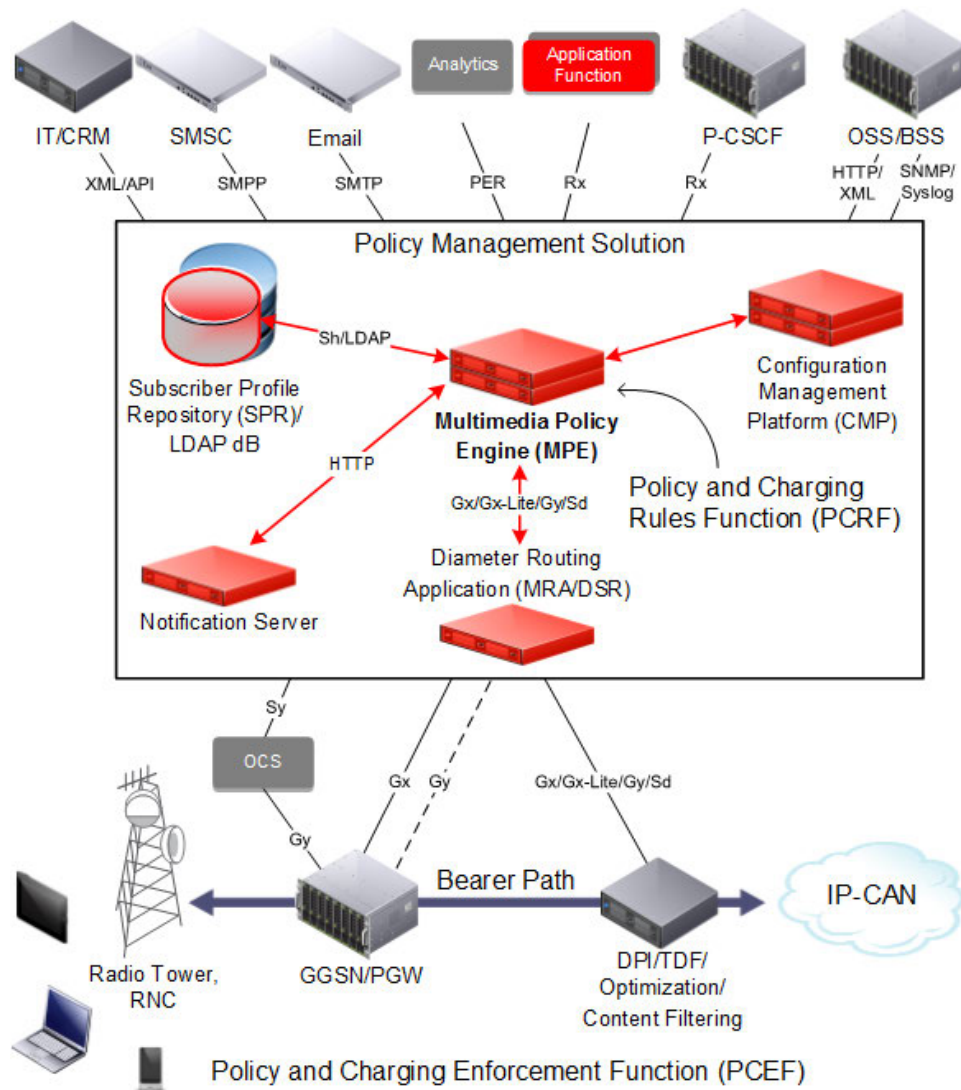 Analytics
Application
Function
IT/CRM
SMSC
Email
P-CSCF
OSS/BSS
XML/API
SMPP
SMTP
PER
Rx
Rx
HTTP/
XML
SNMP/
Syslog
Policy Management Solution
Sh/LDAP
Subscriber Profile
Repository (SPR)/
LDAP dB
Multimedia Policy
Engine (MPE)
Configuration
Management
Platform (CMP)
HTTP
Gx/Gx-Lite/Gy/Sd
Policy and Charging
Rules Function (PCRF)
Diameter Routing
Application (MRA/DSR)
Notification Server
Sy
OCS
Gx
Gy
Gx/Gx-Lite/Gy/Sd
Gy
Bearer Path
IP-CAN
Radio Tower,
RNC
GGSN/PGW
DPI/TDF/
Optimization/
Content Filtering
Policy and Charging Enforcement Function (PCEF)